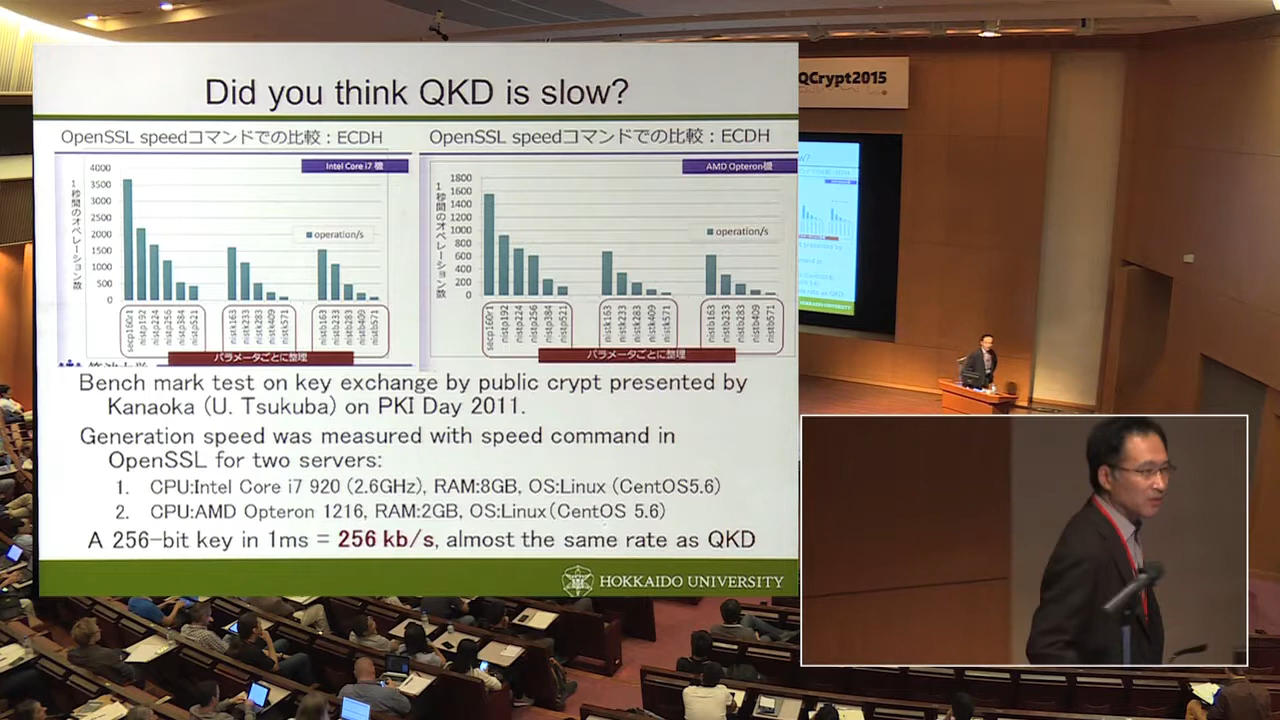 Did you think QKD is slow?
OpenSSL speedコマンドでの比較：ECDH
Intel Core i7 機
1秒間のオペレーション数
4000
3500
3000
2500
2000
1500
1000
500
0
operation/s
secp160r1
nistp192
nistp224
nistp256
nistp384
nistp521
nistk163
nistk233
nistk283
nistk409
nistk571
nistb163
nistb233
nistb283
nistb409
nistb571
パラメータごとに整理
OpenSSL speedコマンドでの比較：ECDH
AMD Opteron機
1秒間のオペレーション数
1800
1600
1400
1200
1000
800
600
400
200
0
operation/s
secp160r1
nistp192
nistp224
nistp256
nistp384
nistp521
nistk163
nistk233
nistk283
nistk409
nistk571
nistb163
nistb233
nistb283
nistb409
nistb571
パラメータごとに整理
Bench mark test on key exchange by public crypt presented by
Kanaoka (U. Tsukuba) on PKI Day 2011.
Generation speed was measured with speed command in
OpenSSL for two servers:
1. CPU:Intel Core i7 920 (2.6GHz), RAM:8GB, OS:Linux (CentOS5.6)
2. CPU:AMD Opteron 1216, RAM:2GB, OS:Linux(CentOS 5.6)
A 256-bit key in 1ms = 256 kb/s, almost the same rate as QKD
HOKKAIDO UNIVERSITY
QCrypt2015